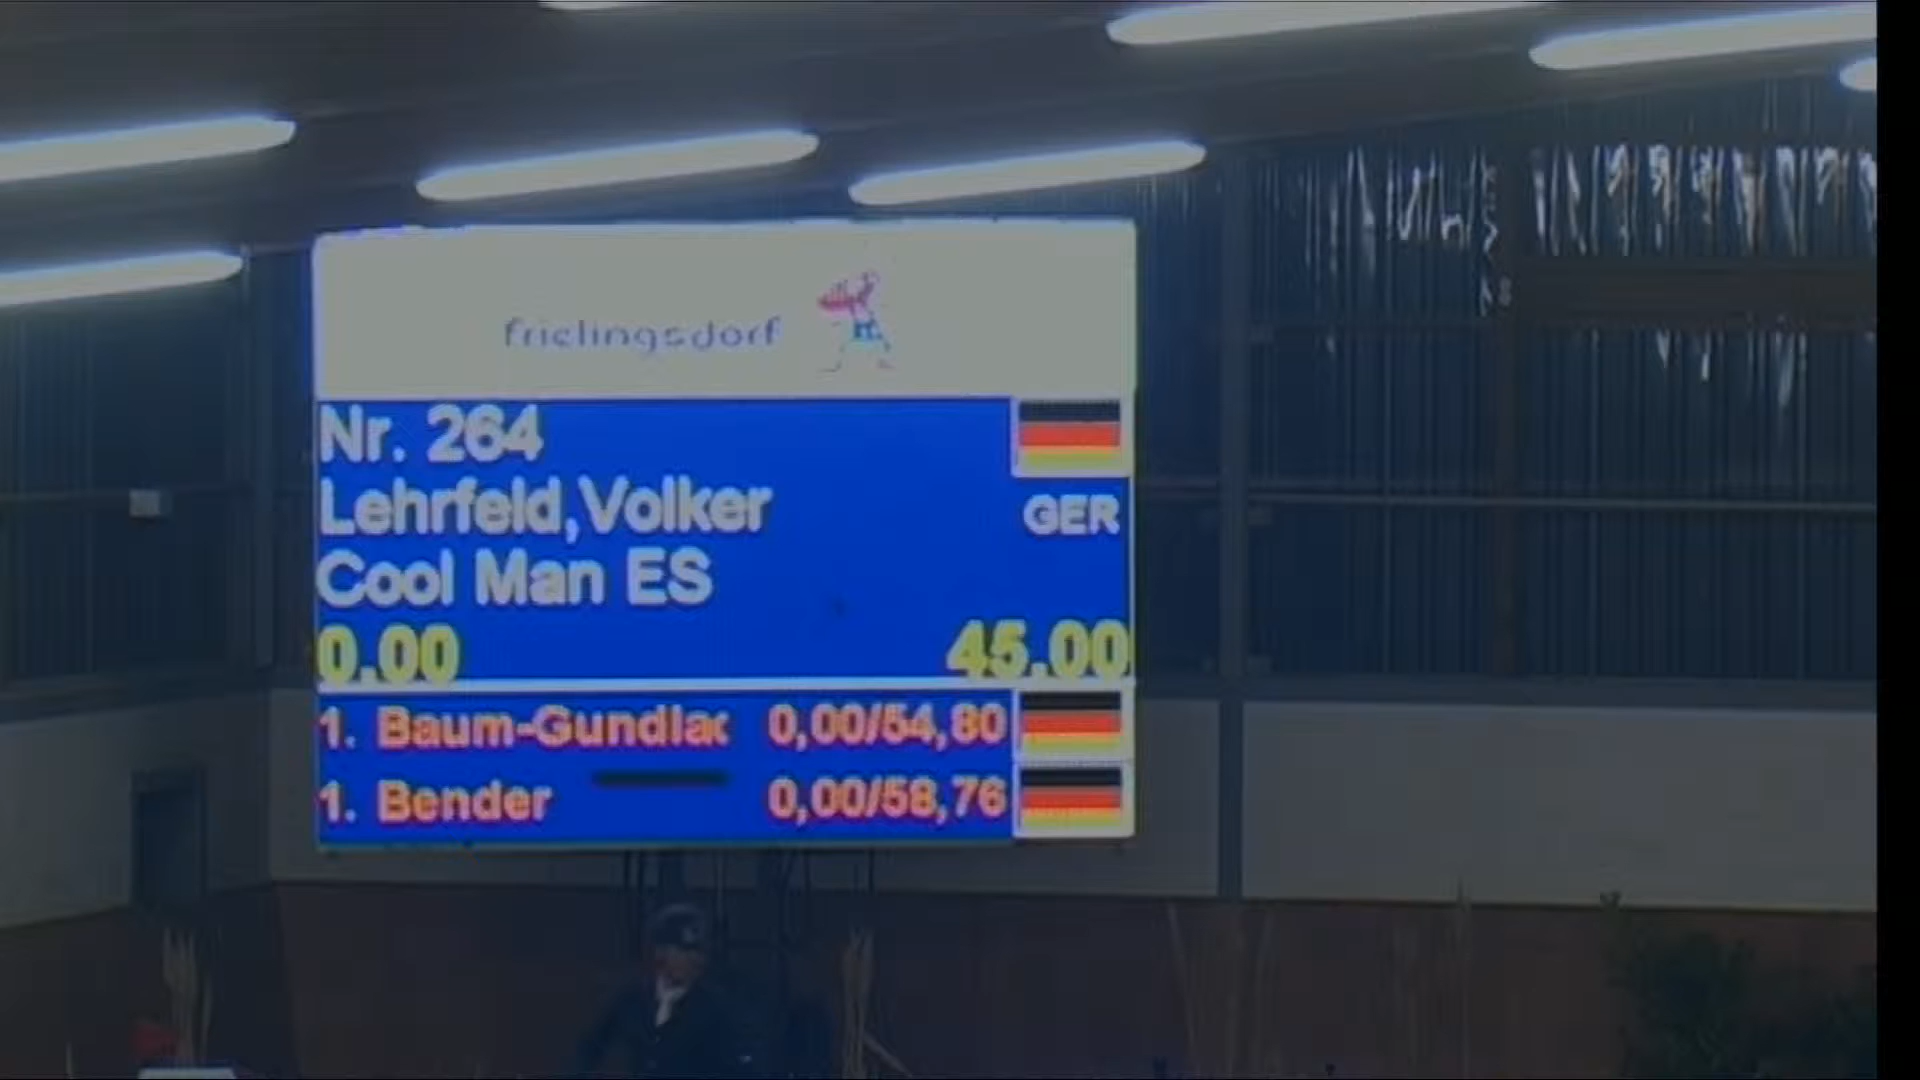 frielingsdorf
Nr. 264
Lehrfeld,Volker GER
Cool Man ES
0.00 45.00
1. Baum-Gundlac 0,00/54,80
1. Bender 0,00/58,76